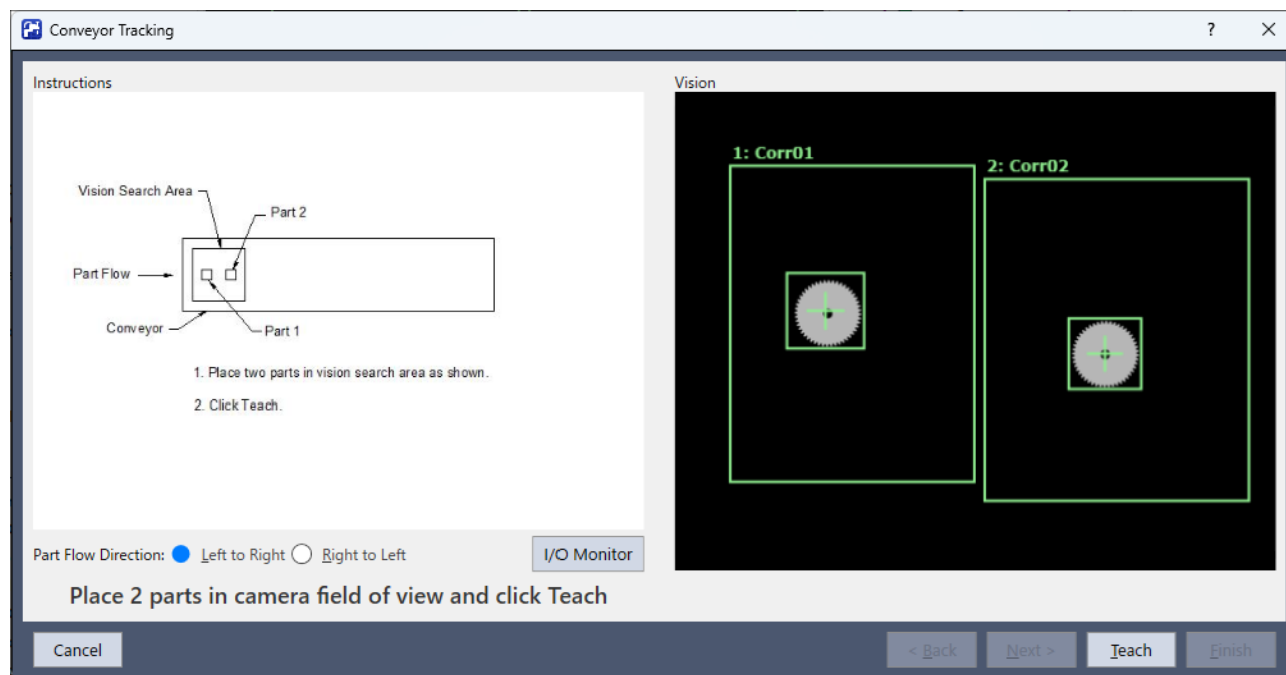 Conveyor Tracking
?
Instructions
Vision
Vision Search Area
Part 2
Part Flow
Conveyor
Part 1
1. Place two parts in vision search area as shown.
2. Click Teach.
1: Corr01
2: Corr02
Part Flow Direction: Left to Right Right to Left
I/O Monitor
Place 2 parts in camera field of view and click Teach
Cancel
< Back
Next >
Teach
Finish